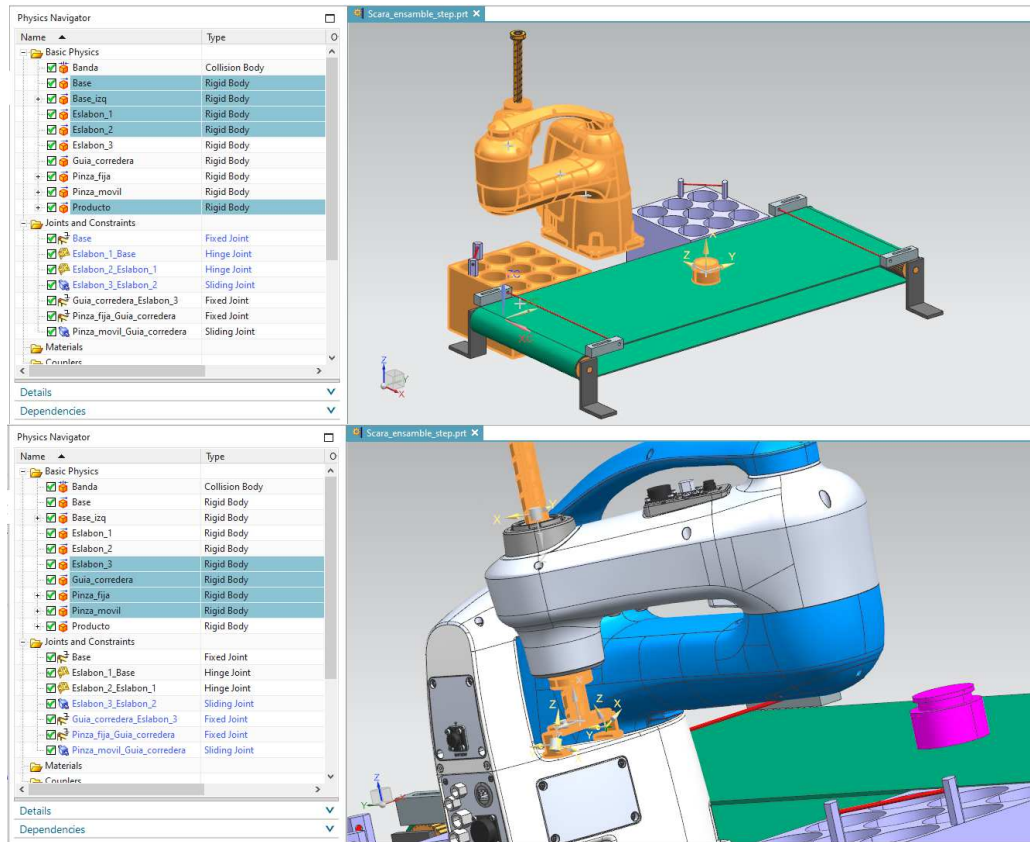 Physics Navigator
Name Type O
Basic Physics
Banda Collision Body
Base Rigid Body
Base_izq Rigid Body
Eslabon_1 Rigid Body
Eslabon_2 Rigid Body
Eslabon_3 Rigid Body
Guia_corredera Rigid Body
Pinza_fija Rigid Body
Pinza_movil Rigid Body
Producto Rigid Body
Joints and Constraints
Base Fixed Joint
Eslabon_1_Base Hinge Joint
Eslabon_2_Eslabon_1 Hinge Joint
Eslabon_3_Eslabon_2 Sliding Joint
Guia_corredera_Eslabon_3 Fixed Joint
Pinza_fija_Guia_corredera Fixed Joint
Pinza_movil_Guia_corredera Sliding Joint
Materials
Couplers
Details
Dependencies
Scara_ensamble_step.prt
Z Y
Z
Y
X
Physics Navigator
Name Type O
Basic Physics
Banda Collision Body
Base Rigid Body
Base_izq Rigid Body
Eslabon_1 Rigid Body
Eslabon_2 Rigid Body
Eslabon_3 Rigid Body
Guia_corredera Rigid Body
Pinza_fija Rigid Body
Pinza_movil Rigid Body
Producto Rigid Body
Joints and Constraints
Base Fixed Joint
Eslabon_1_Base Hinge Joint
Eslabon_2_Eslabon_1 Hinge Joint
Eslabon_3_Eslabon_2 Sliding Joint
Guia_corredera_Eslabon_3 Fixed Joint
Pinza_fija_Guia_corredera Fixed Joint
Pinza_movil_Guia_corredera Sliding Joint
Materials
Couplers
Details
Dependencies
Scara_ensamble_step.prt
X
Z X
Y
Z
Y